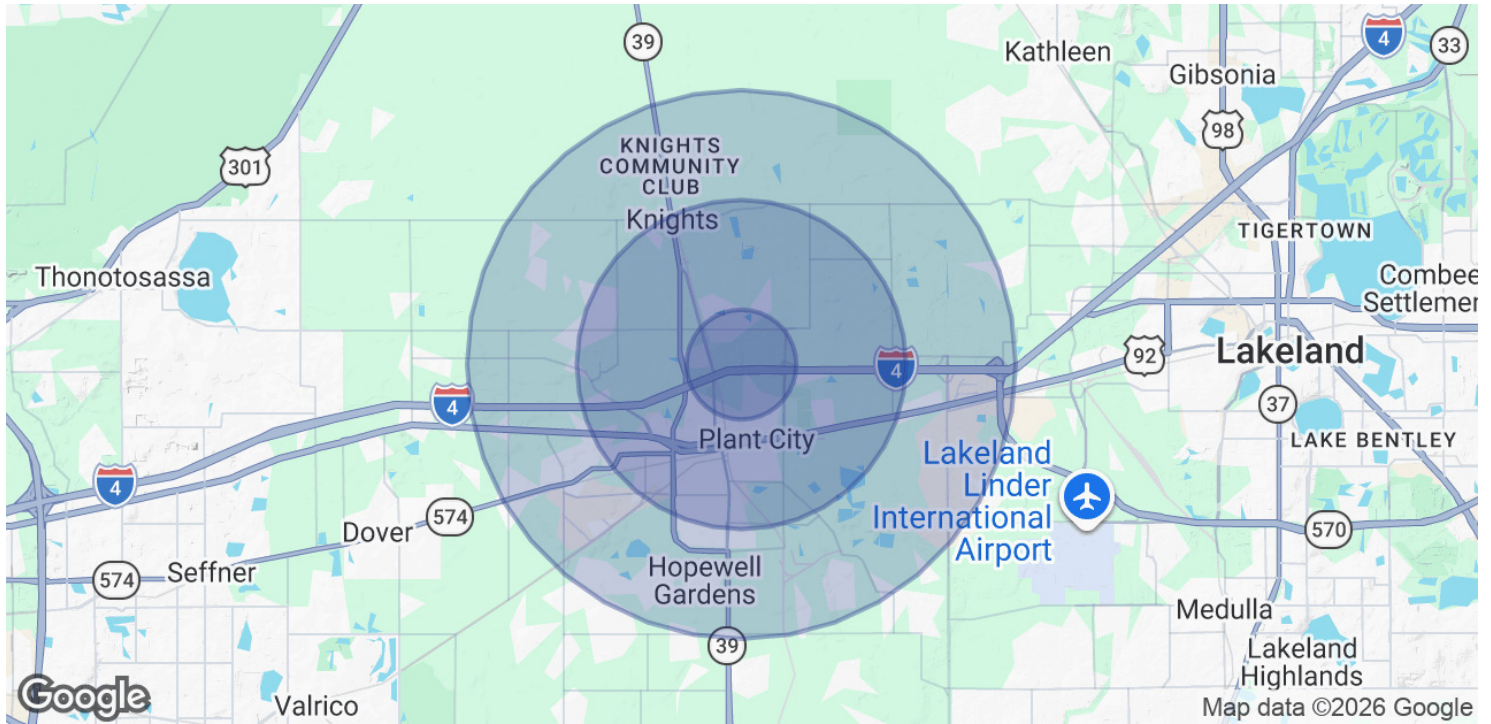 39
Kathleen
4
33
Gibsonia
98
KNIGHTS
COMMUNITY
CLUB
301
Knights
TIGERTOWN
Thonotosassa
Combee
Settlemen
92
Lakeland
4
4
37
Plant City
LAKE BENTLEY
Lakeland
Linder
International
Airport
4
574
Dover
570
574
Seffner
Hopewell
Gardens
Medulla
39
Lakeland
Highlands
Google
Valrico
Map data ©2026 Google